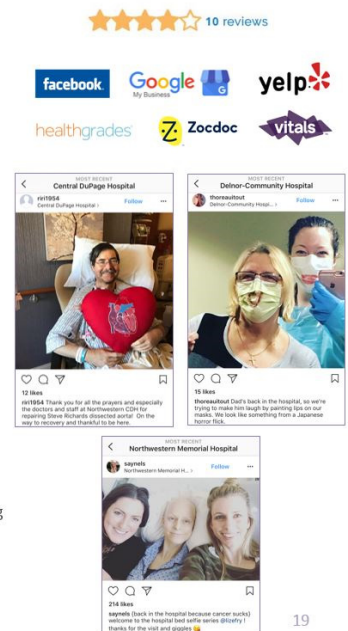 10 reviews
facebook
Google
My Business
yelp
healthgrades
Z Zocdoc
vitals
MOST RECENT
Central DuPage Hospital
riri1954
Central DuPage Hospital >
Follow
12 likes
riri1954 Thank you for all the prayers and especially
the doctors and staff at Northwestern CDH for
repairing Steve Richards dissected aorta! On the
way to recovery and thankful to be here.
MOST RECENT
Delnor-Community Hospital
thoreauitout
Delnor-Community Hospi... >
Follow
15 likes
thoreauitout Dad's back in the hospital, so we're
trying to make him laugh by painting lips on our
masks. We look like something from a Japanese
horror flick.
MOST RECENT
Northwestern Memorial Hospital
saynels
Northwestern Memorial H... >
Follow
214 likes
saynels (back in the hospital because cancer sucks)
welcome to the hospital bed selfie series @lizefry !
thanks for the visit and giggles 😄
g
19